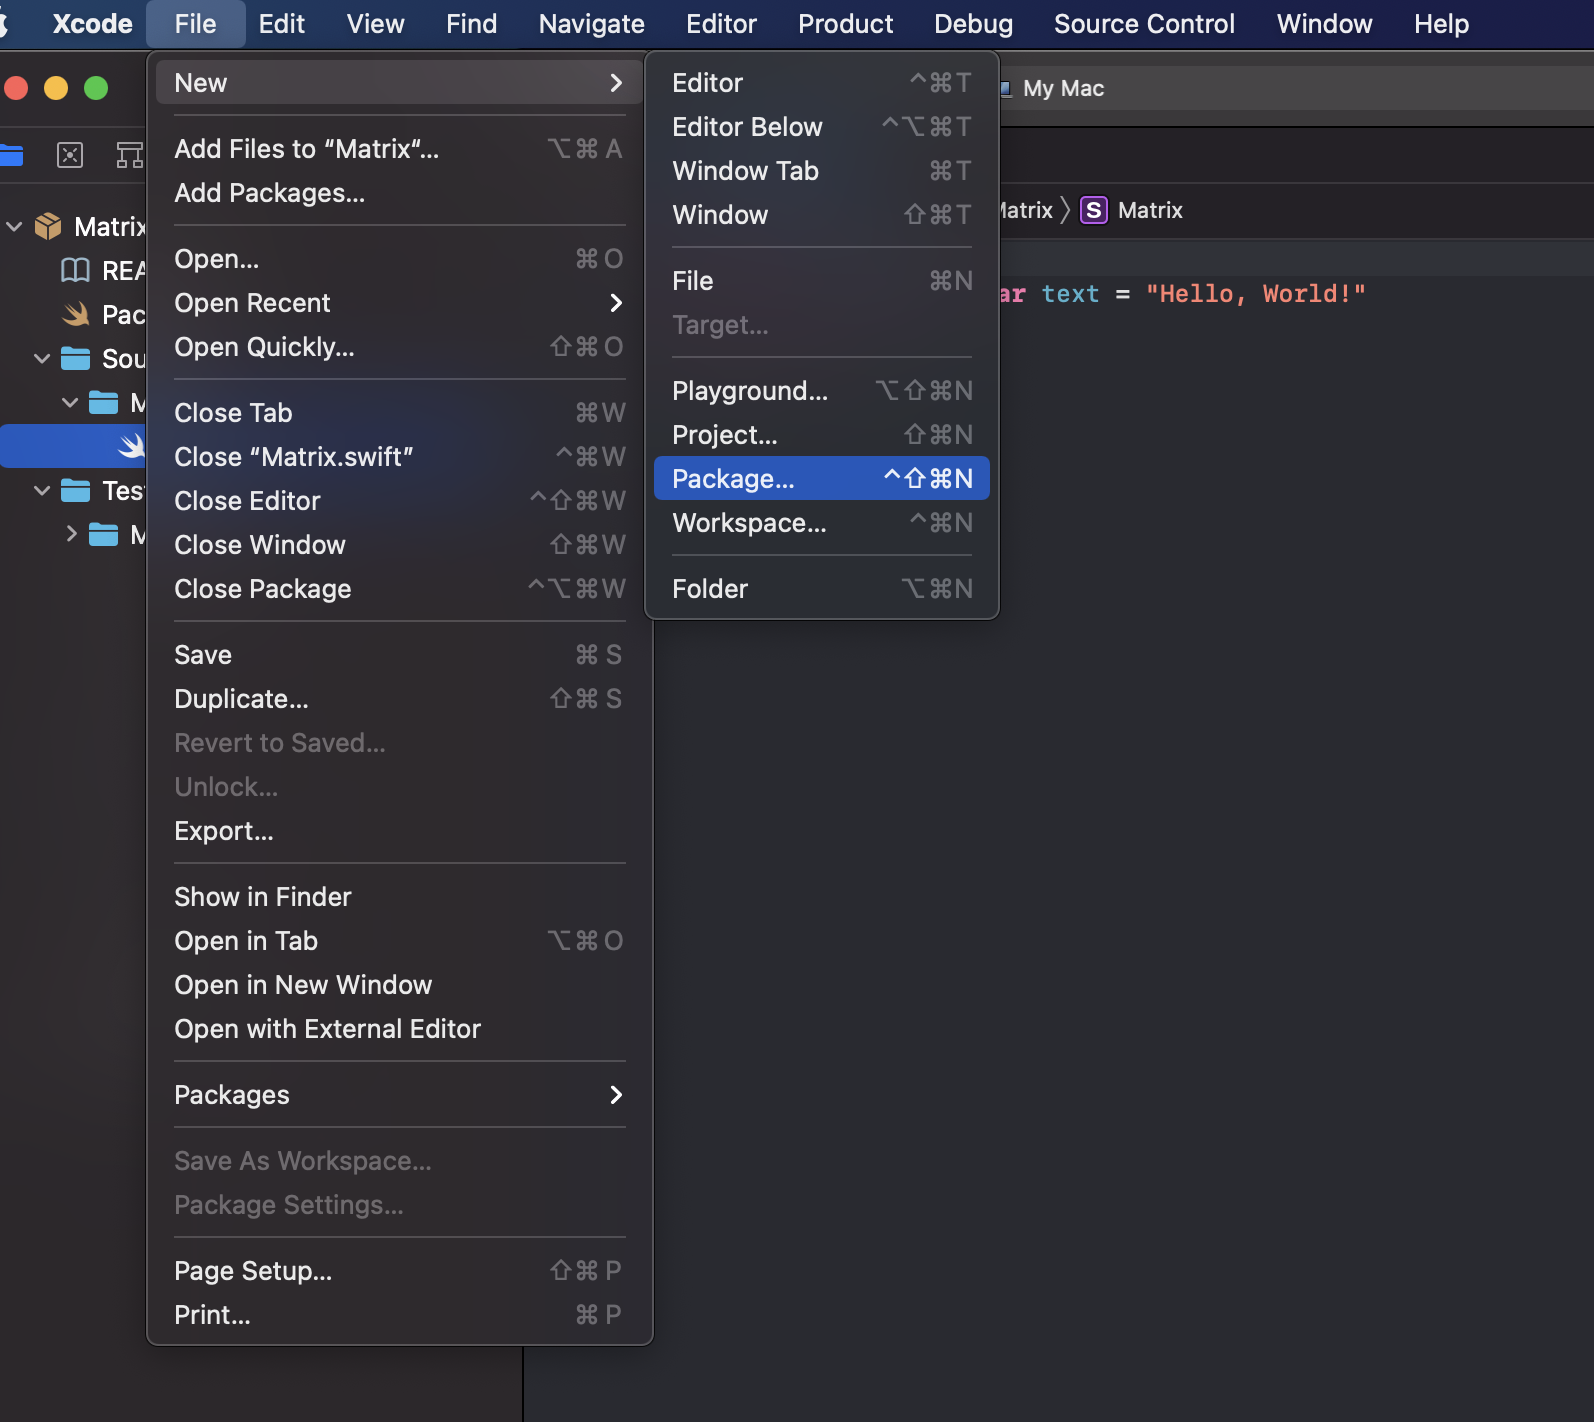 Xcode File Edit View Find Navigate Editor Product Debug Source Control Window Help
My Mac
New
Add Files to “Matrix“... ⌥⌘A
Add Packages...
Open... ⌘O
Open Recent
Open Quickly... ⇧⌘O
Close Tab ⌘W
Close “Matrix.swift” ^⌘W
Close Editor ^⇧⌘W
Close Window ⇧⌘W
Close Package ^⌥⌘W
Save ⌘S
Duplicate... ⇧⌘S
Revert to Saved...
Unlock...
Export...
Show in Finder
Open in Tab ⌥⌘O
Open in New Window
Open with External Editor
Packages
Save As Workspace...
Package Settings...
Page Setup... ⇧⌘P
Print... ⌘P
Editor ^⌘T
Editor Below ^⌥⌘T
Window Tab ⌘T
Window ⇧⌘T
File ⌘N
Target...
Playground... ⌥⇧⌘N
Project... ⇧⌘N
Package... ^⇧⌘N
Workspace... ^⌘N
Folder ⌥⌘N
Matrix
REA
Pac
Sou
M
Tes
M
Matrix 〉 S Matrix
ar text = "Hello, World!"